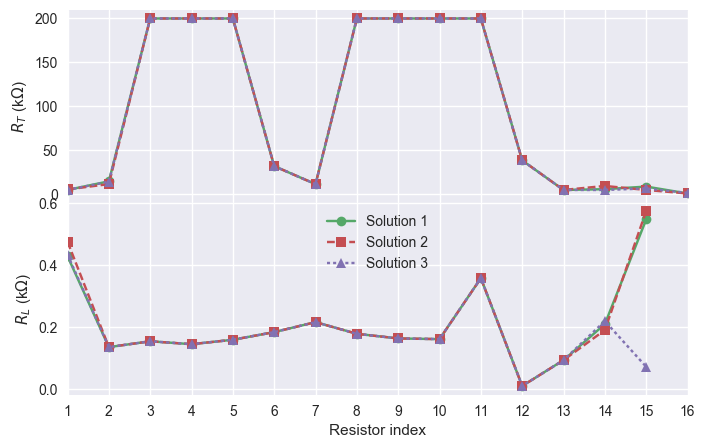 200
150
100
50
0
R_T (kΩ)
0.6
0.4
0.2
0.0
R_L (kΩ)
Solution 1
Solution 2
Solution 3
1 2 3 4 5 6 7 8 9 10 11 12 13 14 15 16
Resistor index